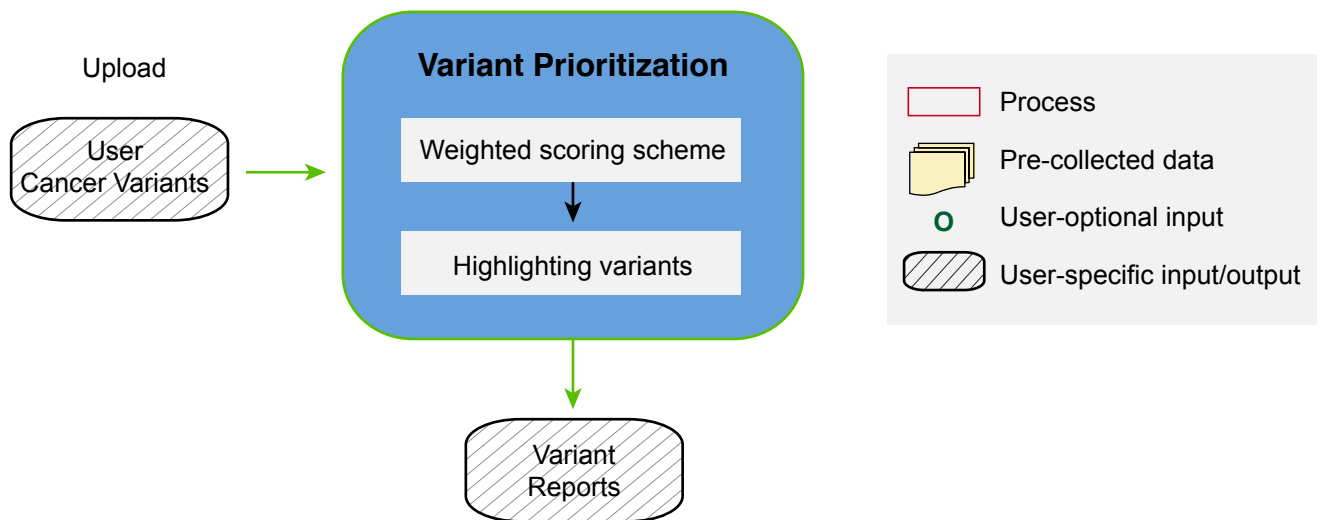 Upload
User
Cancer Variants
Variant Prioritization
Weighted scoring scheme
Highlighting variants
Variant
Reports
Process
Pre-collected data
O
User-optional input
User-specific input/output